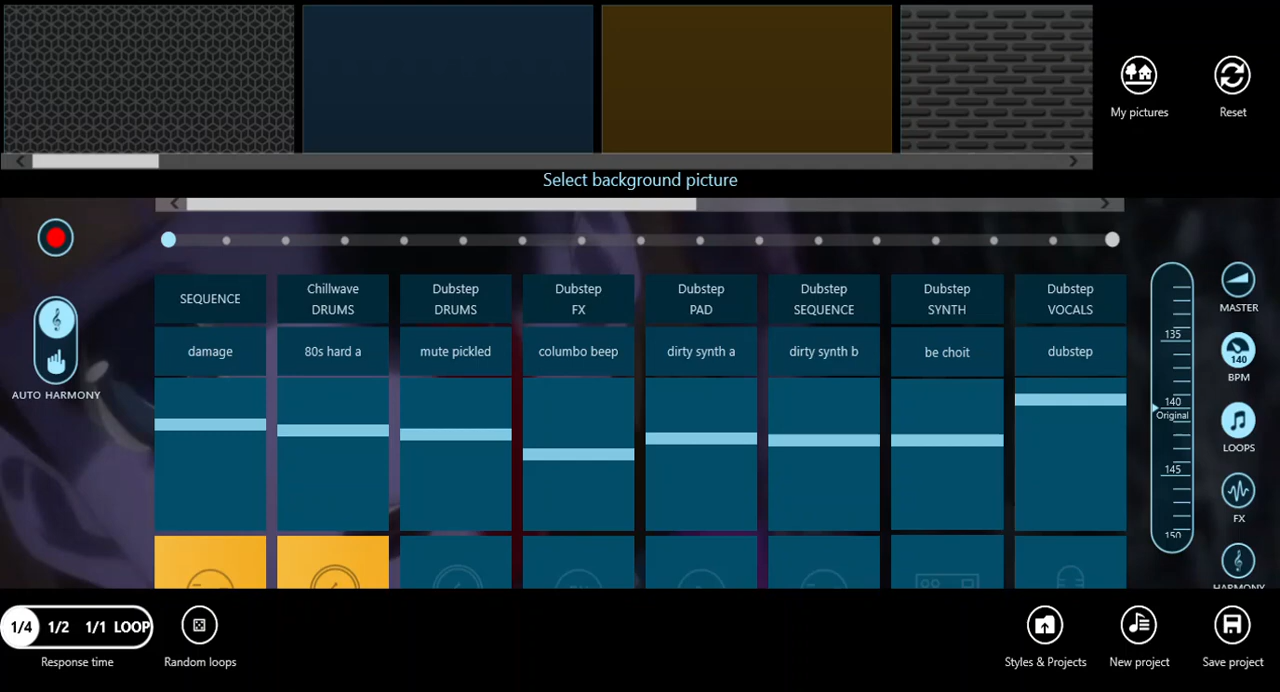 My pictures
Reset
Select background picture
SEQUENCE
Chillwave
DRUMS
Dubstep
DRUMS
Dubstep
FX
Dubstep
PAD
Dubstep
SEQUENCE
Dubstep
SYNTH
Dubstep
VOCALS
damage
80s hard a
mute pickled
columbo beep
dirty synth a
dirty synth b
be choit
dubstep
AUTO HARMONY
135
140
Original
145
150
MASTER
140
BPM
LOOPS
FX
HARMONY
1/4 1/2 1/1 LOOP
Response time
Random loops
Styles & Projects
New project
Save project